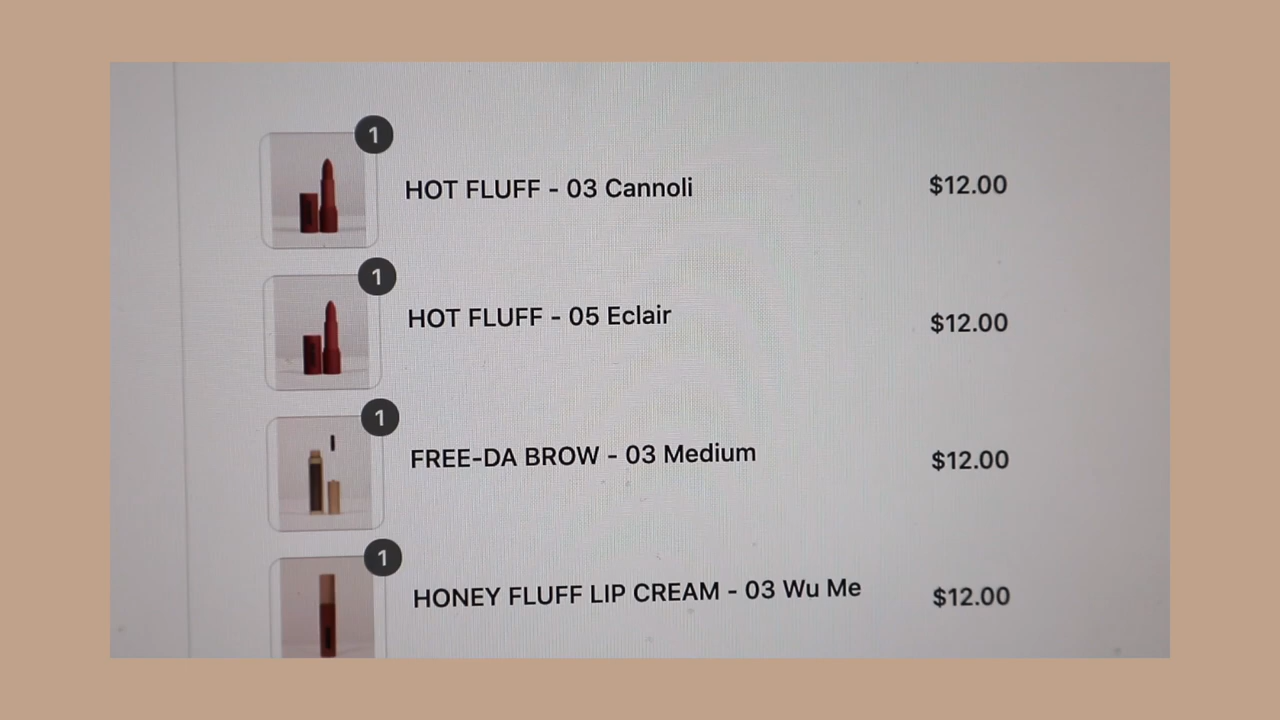 1
HOT FLUFF - 03 Cannoli $12.00
1
HOT FLUFF - 05 Eclair $12.00
1
FREE-DA BROW - 03 Medium $12.00
1
HONEY FLUFF LIP CREAM - 03 Wu Me $12.00